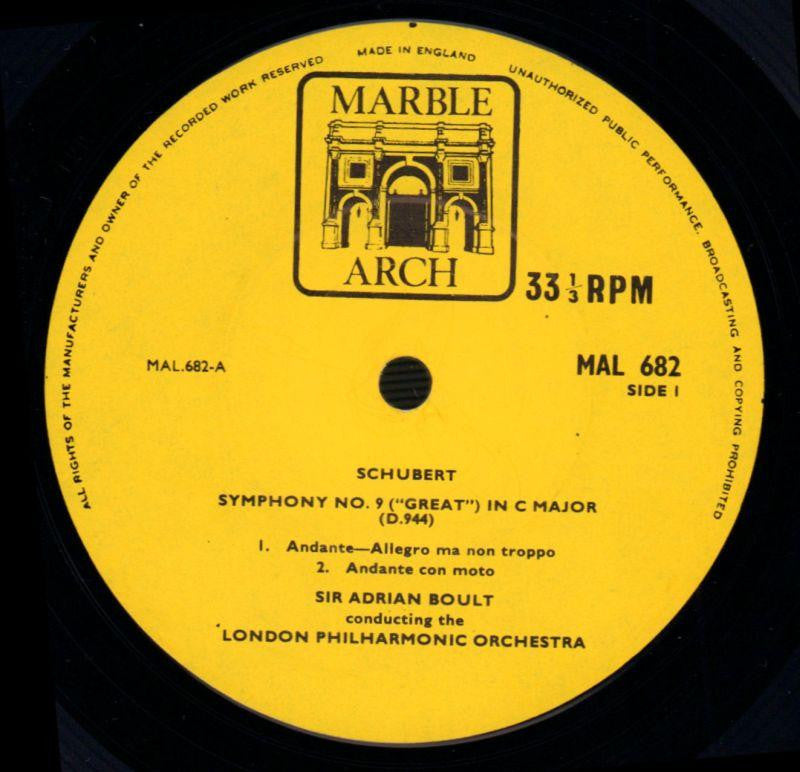 ALL RIGHTS OF THE MANUFACTURERS AND OWNER OF THE RECORDED WORK RESERVED
MADE IN ENGLAND
UNAUTHORIZED PUBLIC PERFORMANCE, BROADCASTING AND COPYING PROHIBITED
MARBLE
ARCH
33 1/3 RPM
MAL.682-A
MAL 682
SIDE 1
SCHUBERT
SYMPHONY NO. 9 ("GREAT") IN C MAJOR
(D.944)
1. Andante—Allegro ma non troppo
2. Andante con moto
SIR ADRIAN BOULT
conducting the
LONDON PHILHARMONIC ORCHESTRA